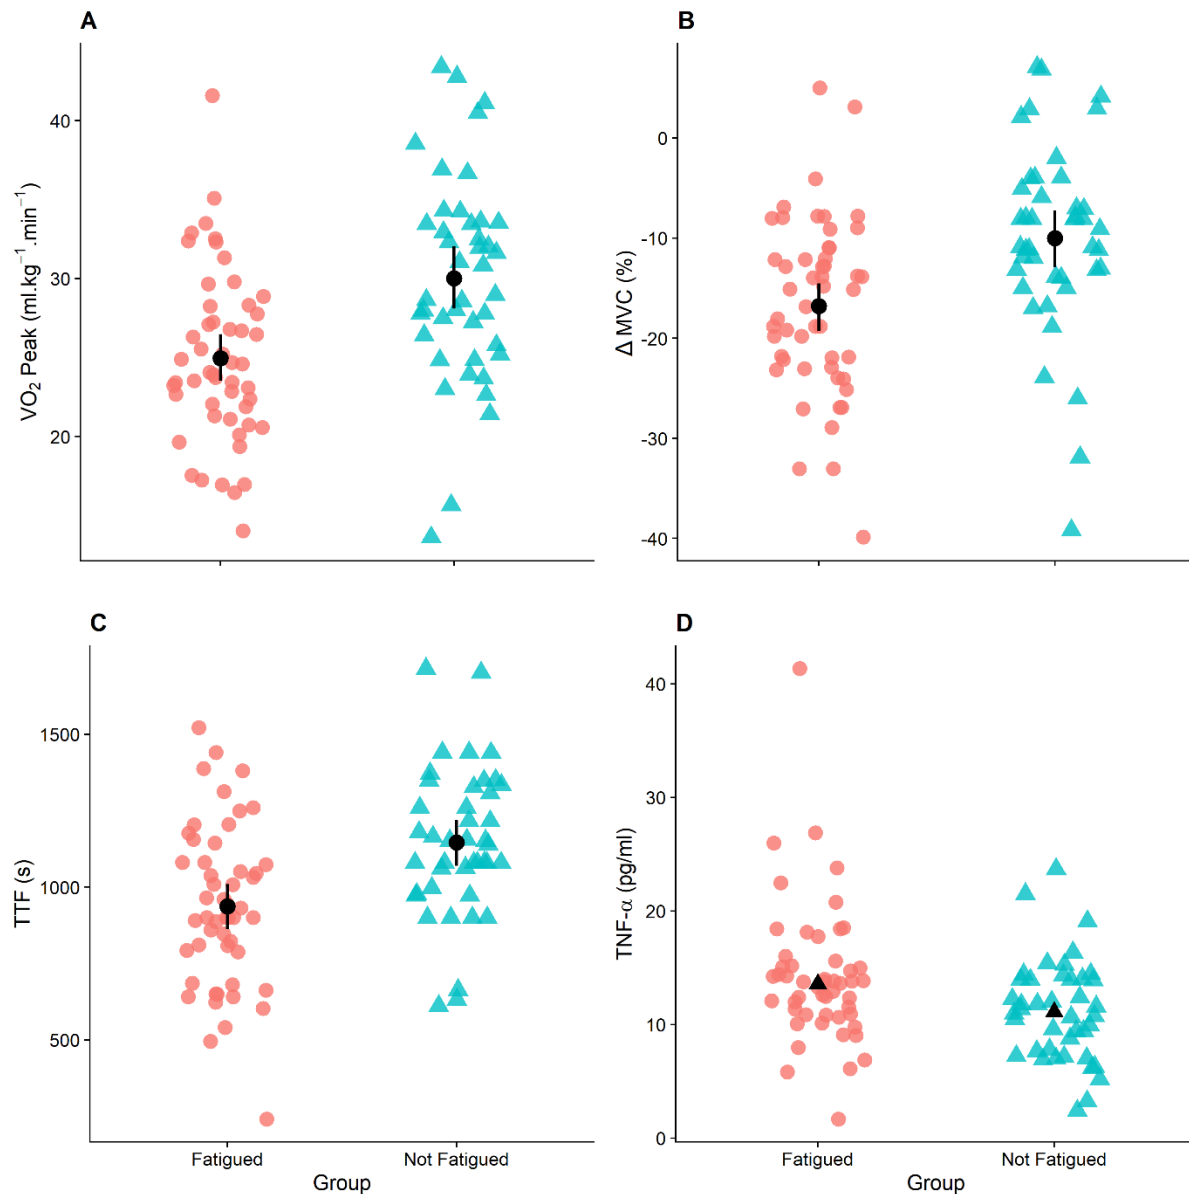 A
VO₂ Peak (ml.kg⁻¹.min⁻¹)
40
30
20
B
Δ MVC (%)
0
-10
-20
-30
-40
C
TTF (s)
1500
1000
500
Fatigued
Not Fatigued
Group
D
TNF-α (pg/ml)
40
30
20
10
0
Fatigued
Not Fatigued
Group